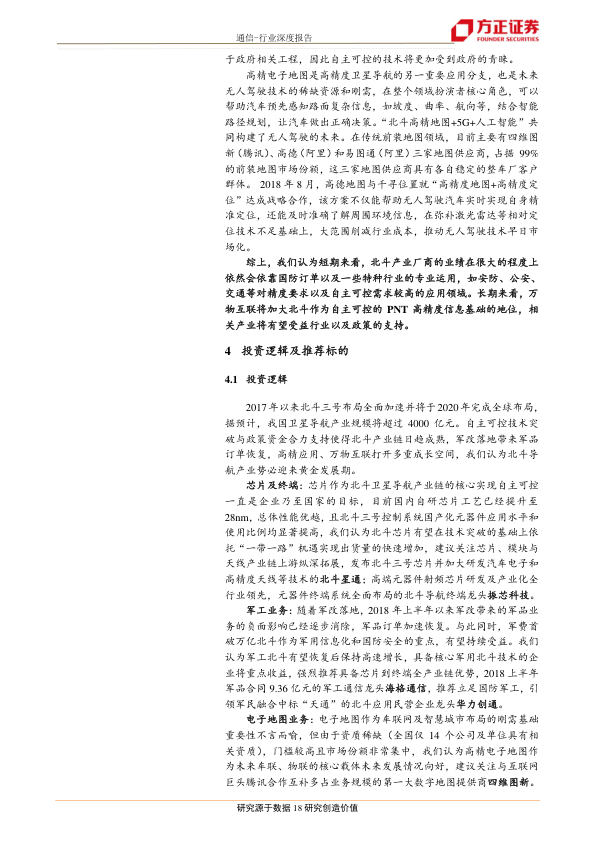 通信-行业深度报告
方正证券
FOUNDER SECURITIES
于政府相关工程，因此自主可控的技术将更加受到政府的青睐。
高精电子地图是高精度卫星导航的另一重要应用分支，也是未来
无人驾驶技术的稀缺资源和刚需，在整个领域扮演者核心角色，可以
帮助汽车预先感知路面复杂信息，如坡度、曲率、航向等，结合智能
路径规划，让汽车做出正确决策。“北斗高精地图+5G+人工智能”共
同构建了无人驾驶的未来。在传统前装地图领域，目前主要有四维图
新（腾讯）、高德（阿里）和易图通（阿里）三家地图供应商，占据 99%
的前装地图市场份额，这三家地图供应商具有各自稳定的整车厂客户
群体。 2018 年 8 月，高德地图与千寻位置就“高精度地图+高精度定
位”达成战略合作，该方案不仅能帮助无人驾驶汽车实时实现自身精
准定位，还能及时准确了解周围环境信息，在弥补激光雷达等相对定
位技术不足基础上，大范围削减行业成本，推动无人驾驶技术早日市
场化。
综上，我们认为短期来看，北斗产业厂商的业绩在很大的程度上
依然会依靠国防订单以及一些特种行业的专业运用，如安防、公安、
交通等对精度要求以及自主可控需求较高的应用领域。长期来看，万
物互联将加大北斗作为自主可控的 PNT 高精度信息基础的地位，相
关产业将有望受益行业以及政策的支持。
4 投资逻辑及推荐标的
4.1 投资逻辑
2017 年以来北斗三号布局全面加速并将于 2020 年完成全球布局，
据预计，我国卫星导航产业规模将超过 4000 亿元。自主可控技术突
破与政策资金合力支持使得北斗产业链日趋成熟，军改落地带来军品
订单恢复，高精应用、万物互联打开多重成长空间，我们认为北斗导
航产业势必迎来黄金发展期。
芯片及终端：芯片作为北斗卫星导航产业链的核心实现自主可控
一直是企业乃至国家的目标，目前国内自研芯片工艺已经提升至
28nm，总体性能优越，且北斗三号控制系统国产化元器件应用水平和
使用比例均显著提高，我们认为北斗芯片有望在技术突破的基础上依
托“一带一路”机遇实现出货量的快速增加，建议关注芯片、模块与
天线产业链上游纵深拓展，发布北斗三号芯片并加大研发汽车电子和
高精度天线等技术的北斗星通；高端元器件射频芯片研发及产业化全
行业领先，元器件终端系统全面布局的北斗导航终端龙头振芯科技。
军工业务：随着军改落地，2018 年上半年以来军改带来的军品业
务的负面影响已经逐步消除，军品订单加速恢复。与此同时，军费首
破万亿北斗作为军用信息化和国防安全的重点，有望持续受益。我们
认为军工北斗有望恢复后保持高速增长，具备核心军用北斗技术的企
业将重点收益，强烈推荐具备芯片到终端全产业链优势，2018 上半年
军品合同 9.36 亿元的军工通信龙头海格通信，推荐立足国防军工，引
领军民融合中标“天通”的北斗应用民营企业龙头华力创通。
电子地图业务：电子地图作为车联网及智慧城市布局的刚需基础
重要性不言而喻，但由于资质稀缺（全国仅 14 个公司及单位具有相
关资质），门槛较高且市场份额非常集中，我们认为高精电子地图作
为未来车联、物联的核心载体未来发展情况向好，建议关注与互联网
巨头腾讯合作互补多占业务规模的第一大数字地图提供商四维图新。
研究源于数据 18 研究创造价值